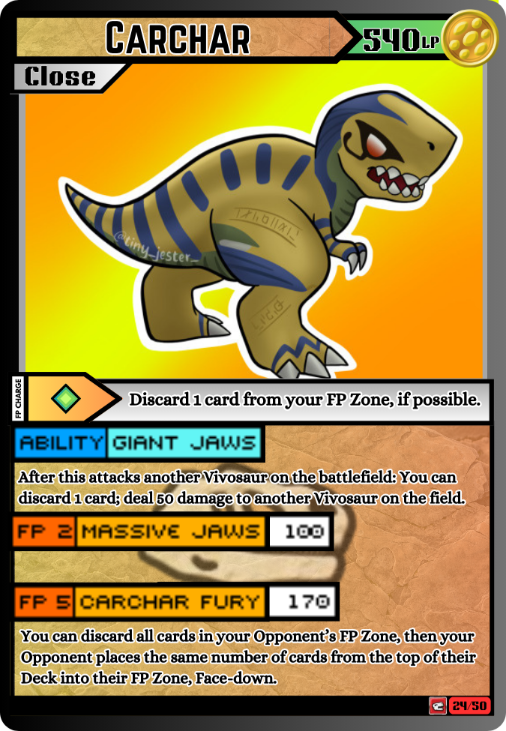 Carchar
540 LP
Close
@tiny_jester_
FP CHARGE
Discard 1 card from your FP Zone, if possible.
ABILITY GIANT JAWS
After this attacks another Vivosaur on the battlefield: You can
discard 1 card; deal 50 damage to another Vivosaur on the field.
FP 2 MASSIVE JAWS 100
FP 5 CARCHAR FURY 170
You can discard all cards in your Opponent's FP Zone, then your
Opponent places the same number of cards from the top of their
Deck into their FP Zone, Face-down.
24/50